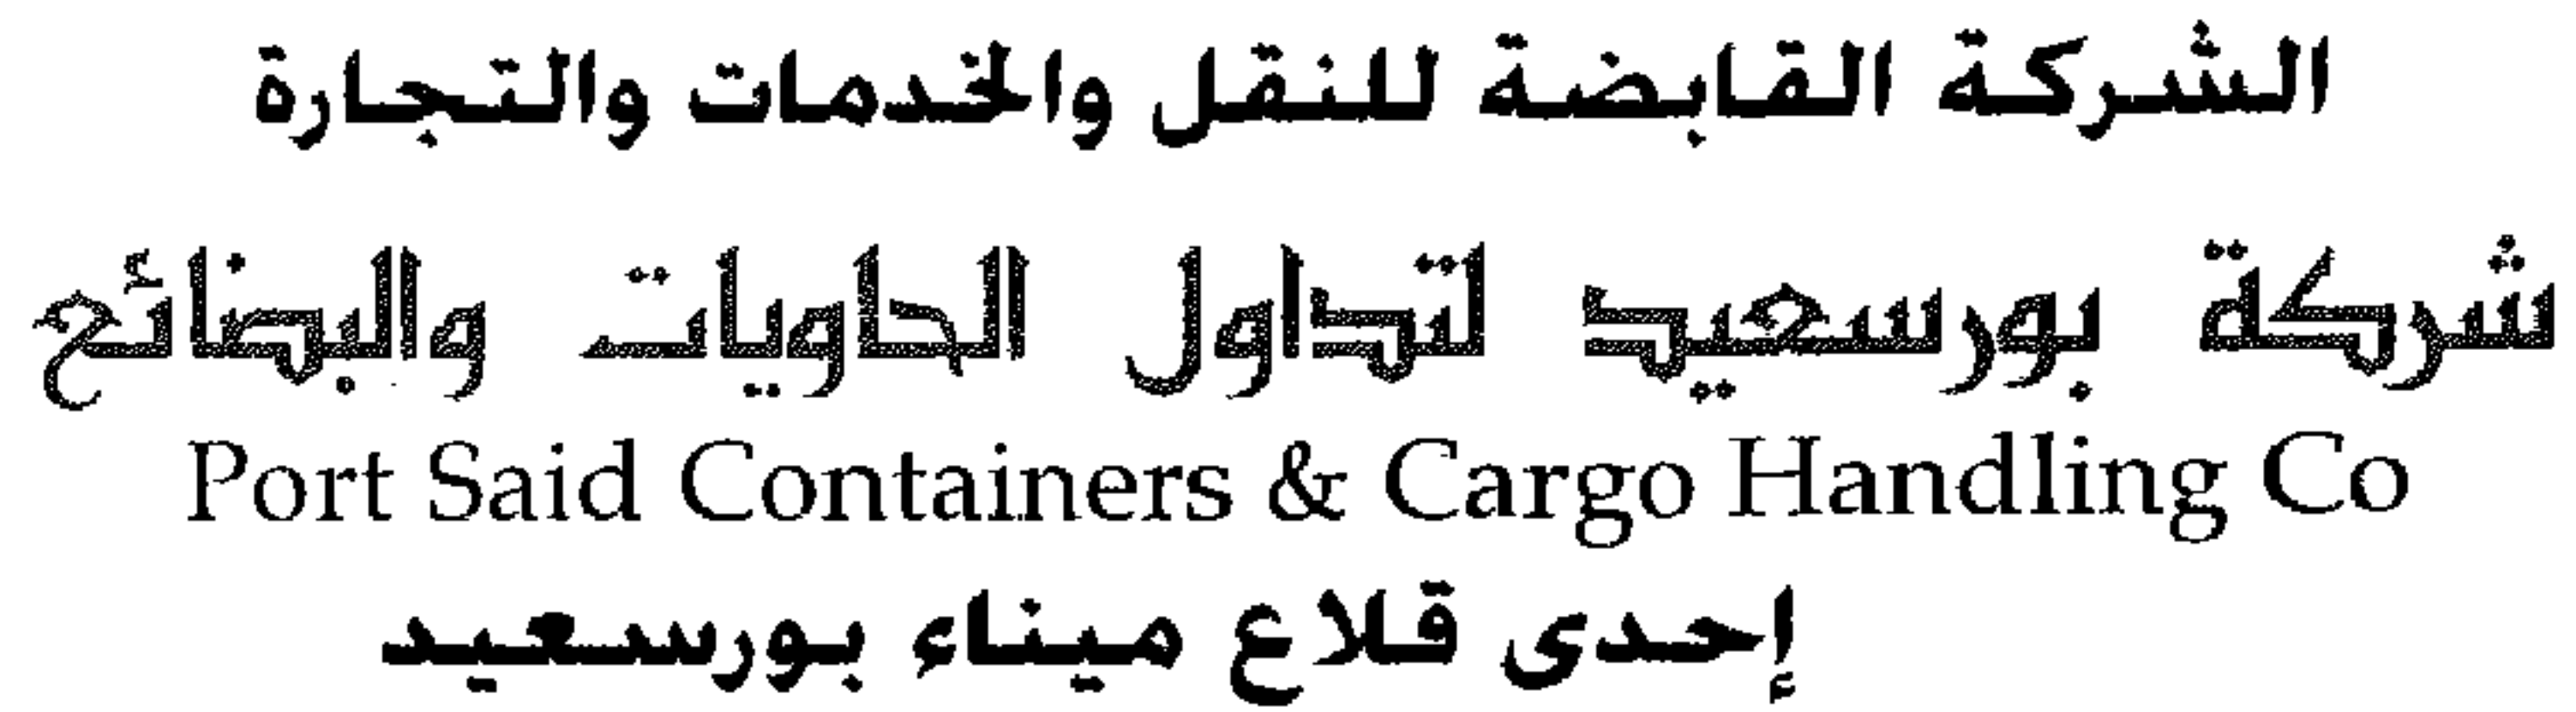 الشركة القابضة للنقل والخدمات والتجارة
شركة بورسعيد لتداول الحاويات والبضائع
Port Said Containers & Cargo Handling Co
إحدى قلاع ميناء بورسعيد